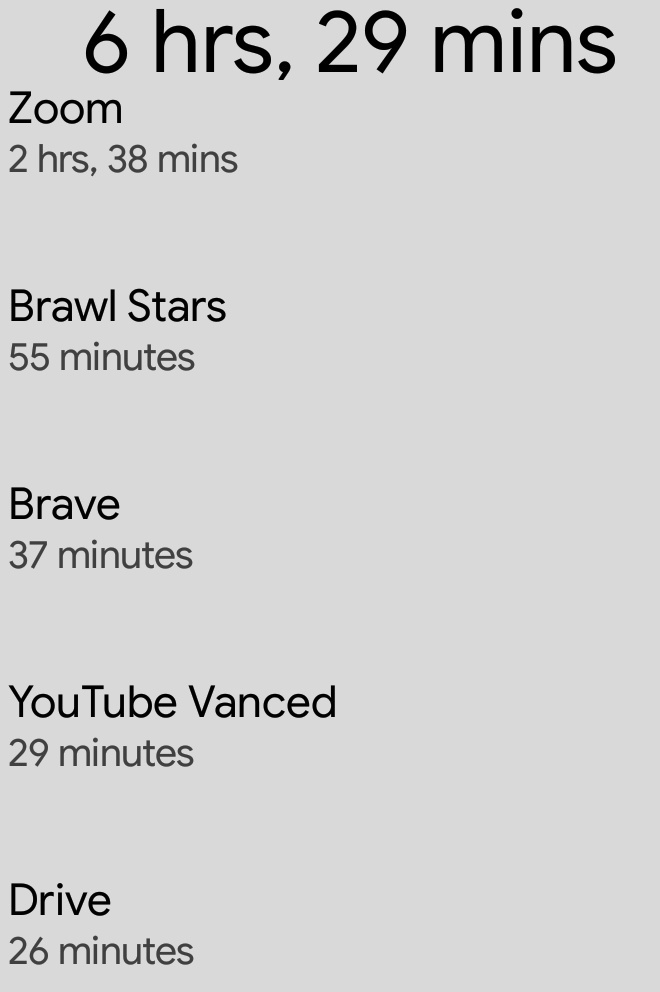 6 hrs, 29 mins
Zoom
2 hrs, 38 mins
Brawl Stars
55 minutes
Brave
37 minutes
YouTube Vanced
29 minutes
Drive
26 minutes